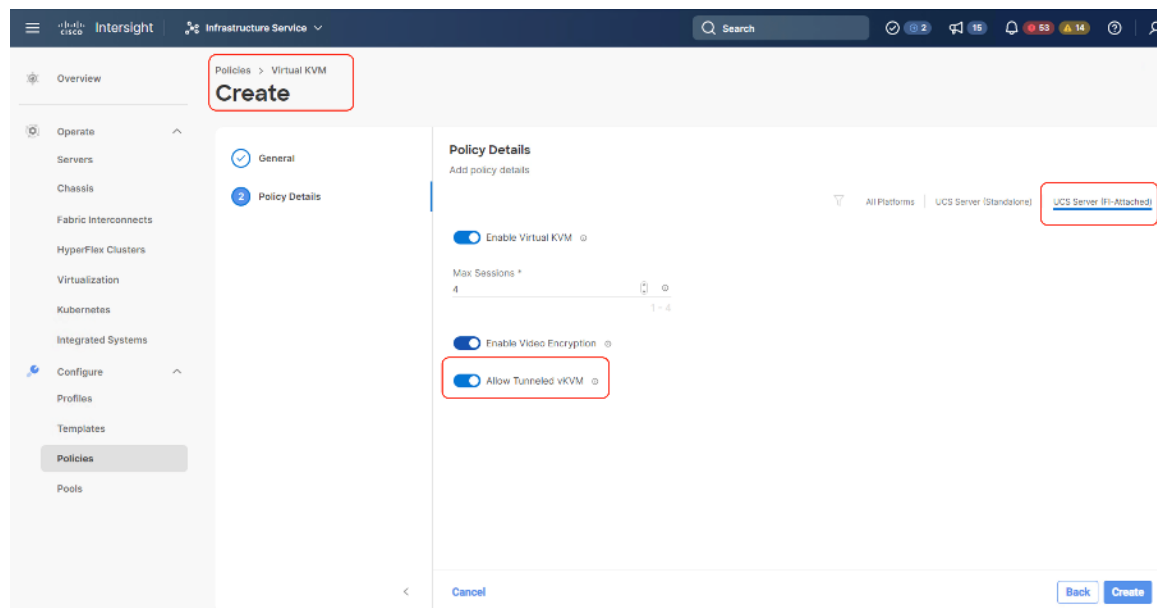 cisco Intersight
Infrastructure Service
Search
2
15
53
14
Overview
Operate
Servers
Chassis
Fabric Interconnects
HyperFlex Clusters
Virtualization
Kubernetes
Integrated Systems
Configure
Profiles
Templates
Policies
Pools
Policies > Virtual KVM
Create
General
2 Policy Details
Policy Details
Add policy details
All Platforms | UCS Server (Standalone) UCS Server (FI-Attached)
Enable Virtual KVM
Max Sessions *
4
1 - 4
Enable Video Encryption
Allow Tunneled vKVM
< Cancel Back Create